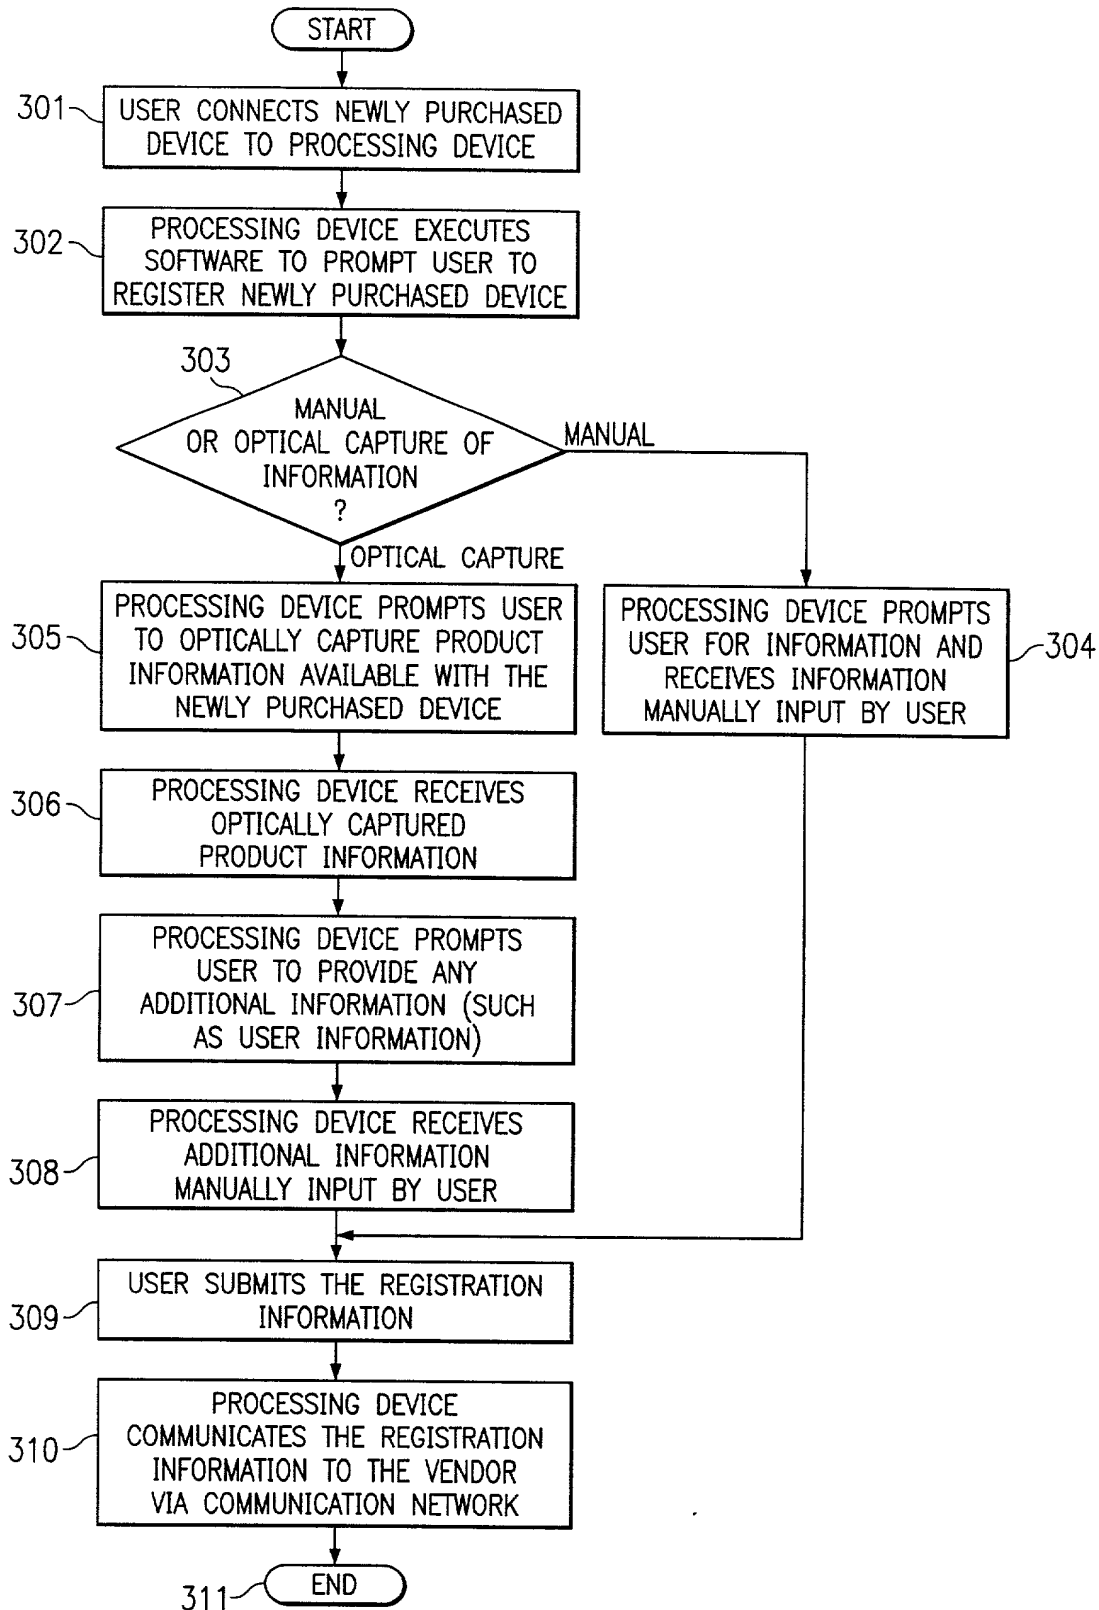 START
301
USER CONNECTS NEWLY PURCHASED
DEVICE TO PROCESSING DEVICE
302
PROCESSING DEVICE EXECUTES
SOFTWARE TO PROMPT USER TO
REGISTER NEWLY PURCHASED DEVICE
303
MANUAL
OR OPTICAL CAPTURE OF
INFORMATION
?
MANUAL
OPTICAL CAPTURE
305
PROCESSING DEVICE PROMPTS USER
TO OPTICALLY CAPTURE PRODUCT
INFORMATION AVAILABLE WITH THE
NEWLY PURCHASED DEVICE
PROCESSING DEVICE PROMPTS
USER FOR INFORMATION AND
RECEIVES INFORMATION
MANUALLY INPUT BY USER
304
306
PROCESSING DEVICE RECEIVES
OPTICALLY CAPTURED
PRODUCT INFORMATION
307
PROCESSING DEVICE PROMPTS
USER TO PROVIDE ANY
ADDITIONAL INFORMATION (SUCH
AS USER INFORMATION)
308
PROCESSING DEVICE RECEIVES
ADDITIONAL INFORMATION
MANUALLY INPUT BY USER
309
USER SUBMITS THE REGISTRATION
INFORMATION
310
PROCESSING DEVICE
COMMUNICATES THE REGISTRATION
INFORMATION TO THE VENDOR
VIA COMMUNICATION NETWORK
311
END